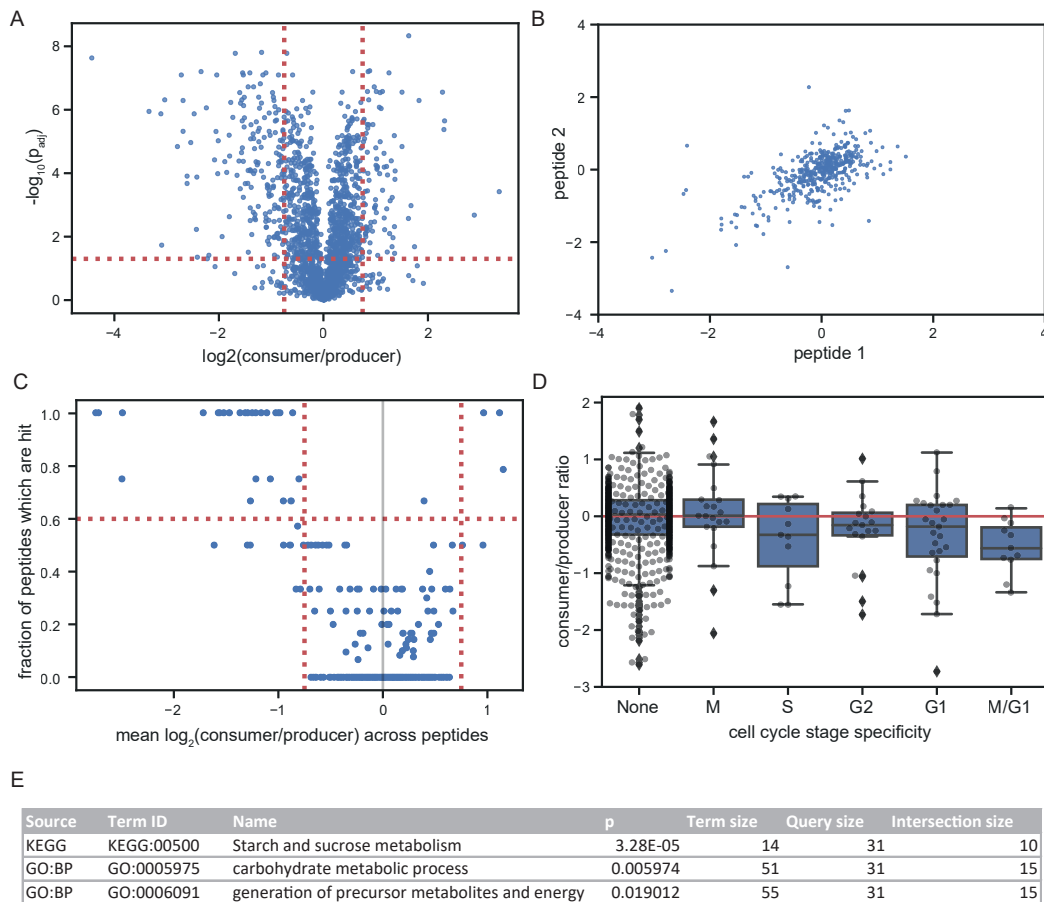 A
8
6
4
2
0
-log10(padj)
−4
−2
0
2
log2(consumer/producer)
B
4
2
0
−2
−4
peptide 2
−4
−2
0
2
4
peptide 1
C
1.0
0.8
0.6
0.4
0.2
0.0
fraction of peptides which are hit
−2
−1
0
1
mean log2(consumer/producer) across peptides
D
2
1
0
−1
−2
−3
consumer/producer ratio
None
M
S
G2
G1
M/G1
cell cycle stage specificity
E
Source Term ID Name p Term size Query size Intersection size
KEGG KEGG:00500 Starch and sucrose metabolism 3.28E-05 14 31 10
GO:BP GO:0005975 carbohydrate metabolic process 0.005974 51 31 15
GO:BP GO:0006091 generation of precursor metabolites and energy 0.019012 55 31 15